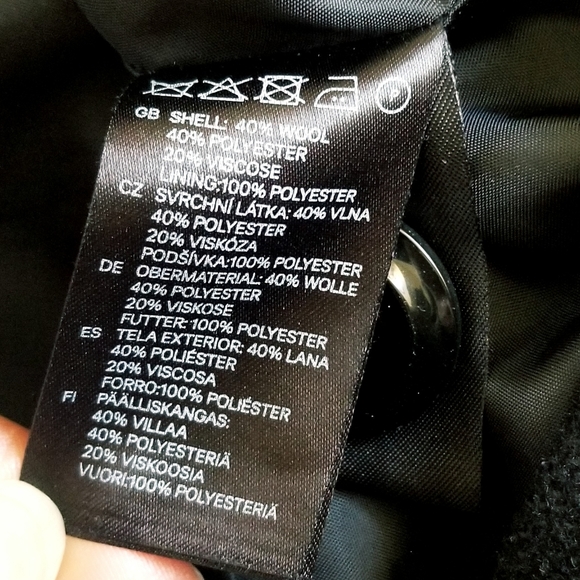 GB SHELL: 40% WOOL
40% POLYESTER
20% VISCOSE
LINING:100% POLYESTER
CZ SVRCHNÍ LÁTKA: 40% VLNA
40% POLYESTER
20% VISKÓZA
PODŠÍVKA:100% POLYESTER
DE OBERMATERIAL: 40% WOLLE
40% POLYESTER
20% VISKOSE
FUTTER: 100% POLYESTER
ES TELA EXTERIOR: 40% LANA
40% POLIÉSTER
20% VISCOSA
FORRO:100% POLIÉSTER
FI PÄÄLLISKANGAS:
40% VILLAA
40% POLYESTERIÄ
20% VISKOOSIA
VUORI:100% POLYESTERIÄ